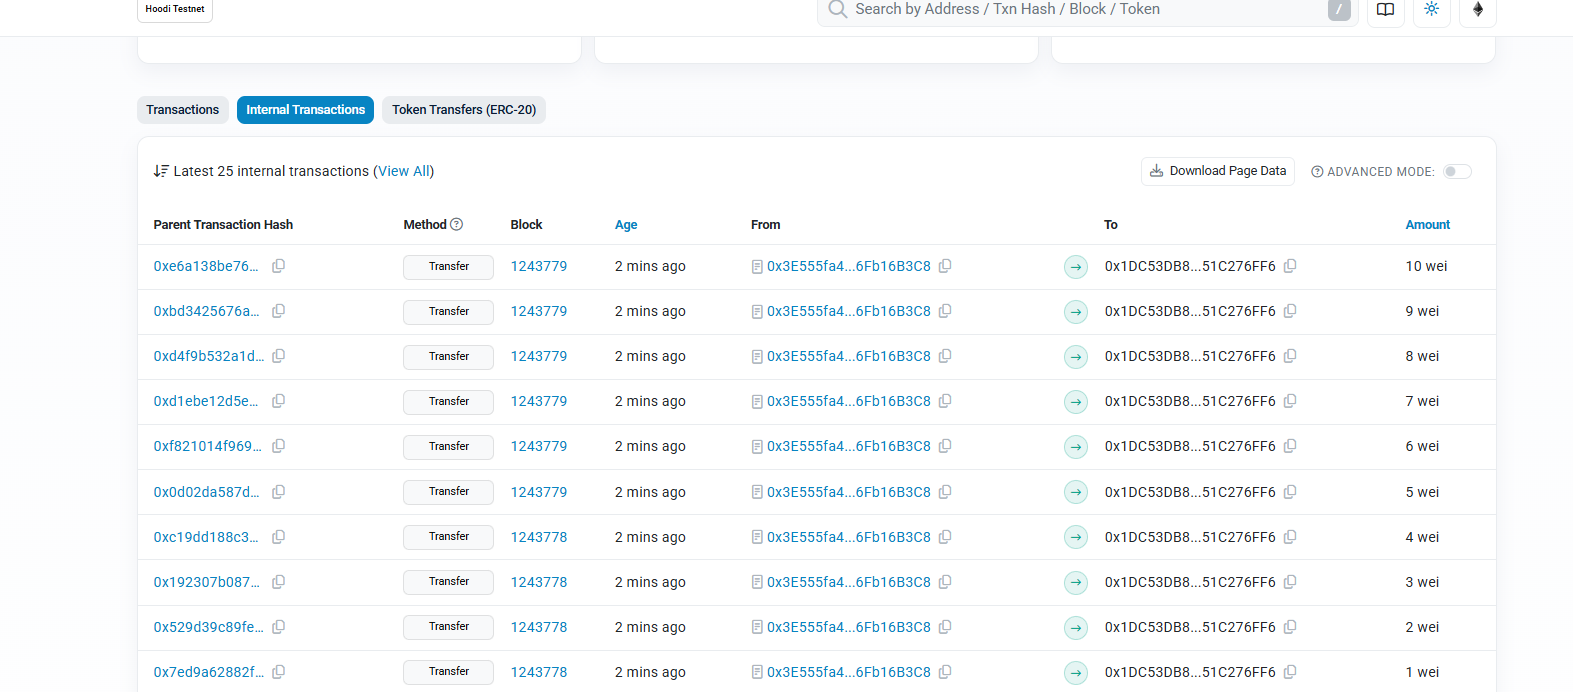 Hoodi Testnet
Search by Address / Txn Hash / Block / Token /
Transactions Internal Transactions Token Transfers (ERC-20)
Latest 25 internal transactions (View All) Download Page Data ADVANCED MODE:
Parent Transaction Hash Method Block Age From To Amount
0xe6a138be76... Transfer 1243779 2 mins ago 0x3E555fa4...6Fb16B3C8 0x1DC53DB8...51C276FF6 10 wei
0xbd3425676a... Transfer 1243779 2 mins ago 0x3E555fa4...6Fb16B3C8 0x1DC53DB8...51C276FF6 9 wei
0xd4f9b532a1d... Transfer 1243779 2 mins ago 0x3E555fa4...6Fb16B3C8 0x1DC53DB8...51C276FF6 8 wei
0xd1ebe12d5e... Transfer 1243779 2 mins ago 0x3E555fa4...6Fb16B3C8 0x1DC53DB8...51C276FF6 7 wei
0xf821014f969... Transfer 1243779 2 mins ago 0x3E555fa4...6Fb16B3C8 0x1DC53DB8...51C276FF6 6 wei
0x0d02da587d... Transfer 1243779 2 mins ago 0x3E555fa4...6Fb16B3C8 0x1DC53DB8...51C276FF6 5 wei
0xc19dd188c3... Transfer 1243778 2 mins ago 0x3E555fa4...6Fb16B3C8 0x1DC53DB8...51C276FF6 4 wei
0x192307b087... Transfer 1243778 2 mins ago 0x3E555fa4...6Fb16B3C8 0x1DC53DB8...51C276FF6 3 wei
0x529d39c89fe... Transfer 1243778 2 mins ago 0x3E555fa4...6Fb16B3C8 0x1DC53DB8...51C276FF6 2 wei
0x7ed9a62882f... Transfer 1243778 2 mins ago 0x3E555fa4...6Fb16B3C8 0x1DC53DB8...51C276FF6 1 wei